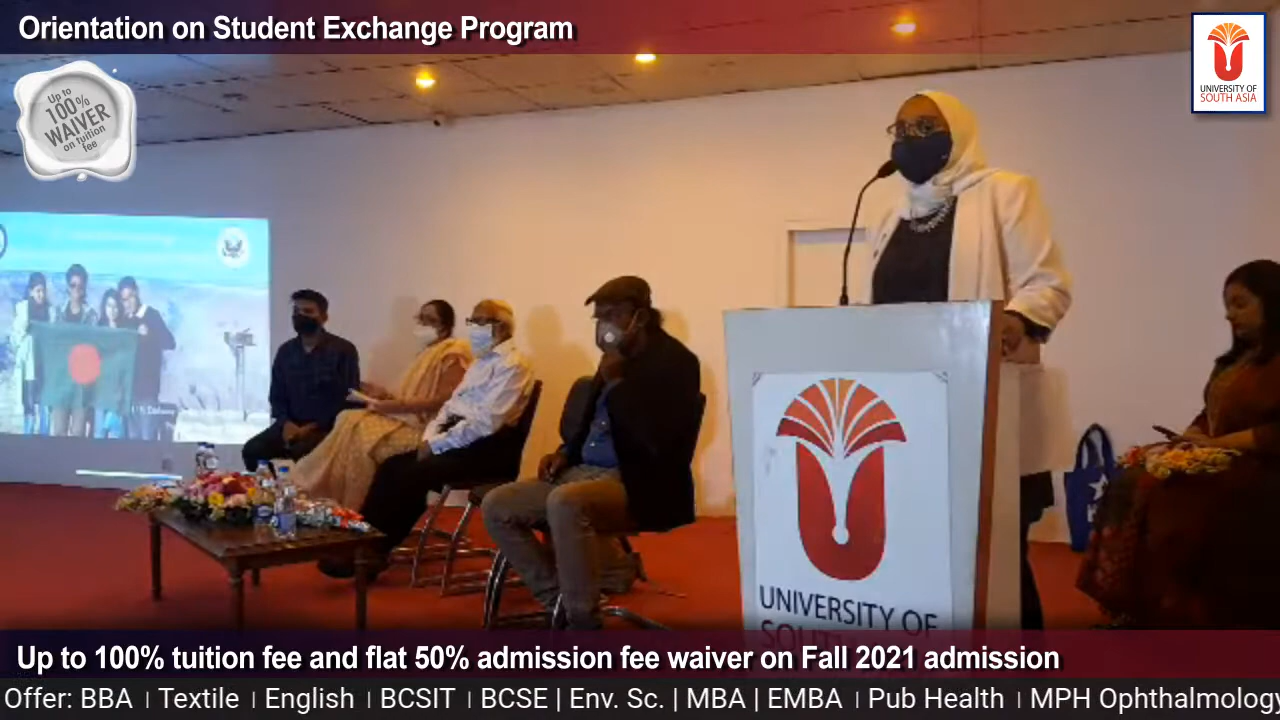 Orientation on Student Exchange Program
UNIVERSITY OF
SOUTH ASIA
Up to
100%
WAIVER
on tuition
fee
UNIVERSITY OF
SOUTH
Up to 100% tuition fee and flat 50% admission fee waiver on Fall 2021 admission
Offer: BBA | Textile | English | BCSIT | BCSE | Env. Sc. | MBA | EMBA | Pub Health | MPH Ophthalmology